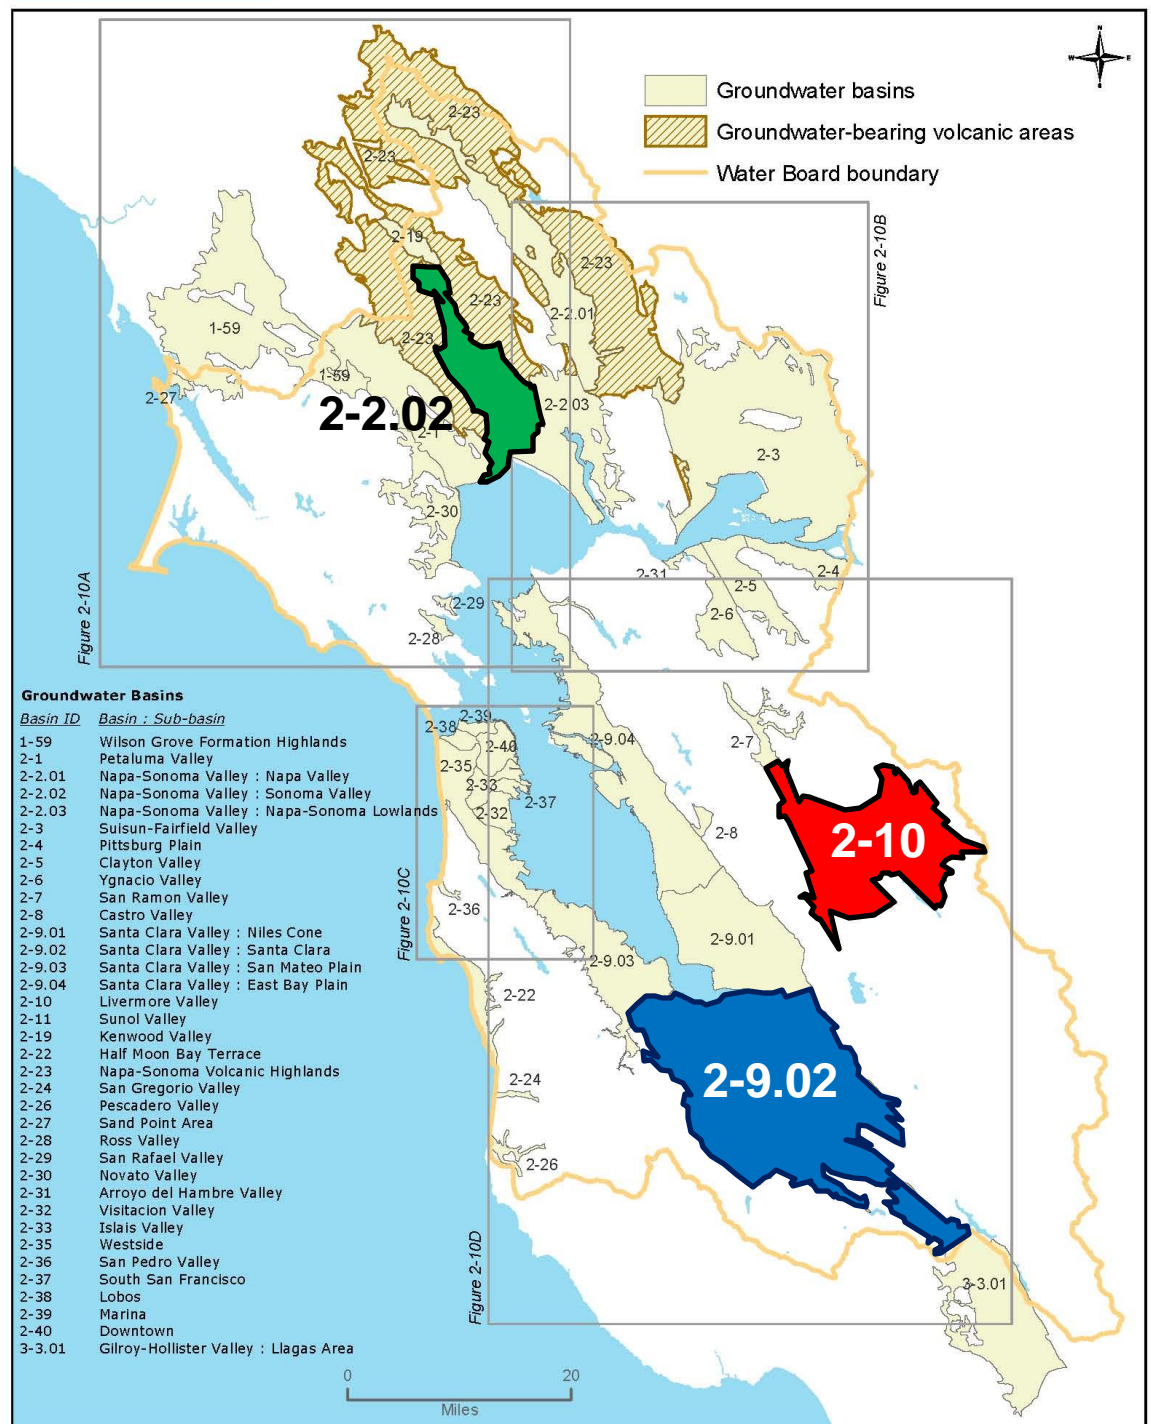 N
W E
S
Groundwater basins
Groundwater-bearing volcanic areas
Water Board boundary
2-23
2-23
Figure 2-10B
2-19
2-23
2-23
2-2.01
1-59
2-23
1-59
2-27
2-2.02
2-2.03
2-1
2-3
2-30
2-31
2-4
2-5
2-29
2-6
Figure 2-10A
2-28
Groundwater Basins
Basin ID Basin : Sub-basin
1-59 Wilson Grove Formation Highlands
2-1 Petaluma Valley
2-2.01 Napa-Sonoma Valley : Napa Valley
2-2.02 Napa-Sonoma Valley : Sonoma Valley
2-2.03 Napa-Sonoma Valley : Napa-Sonoma Lowlands
2-3 Suisun-Fairfield Valley
2-4 Pittsburg Plain
2-5 Clayton Valley
2-6 Ygnacio Valley
2-7 San Ramon Valley
2-8 Castro Valley
2-9.01 Santa Clara Valley : Niles Cone
2-9.02 Santa Clara Valley : Santa Clara
2-9.03 Santa Clara Valley : San Mateo Plain
2-9.04 Santa Clara Valley : East Bay Plain
2-10 Livermore Valley
2-11 Sunol Valley
2-19 Kenwood Valley
2-22 Half Moon Bay Terrace
2-23 Napa-Sonoma Volcanic Highlands
2-24 San Gregorio Valley
2-26 Pescadero Valley
2-27 Sand Point Area
2-28 Ross Valley
2-29 San Rafael Valley
2-30 Novato Valley
2-31 Arroyo del Hambre Valley
2-32 Visitacion Valley
2-33 Islais Valley
2-35 Westside
2-36 San Pedro Valley
2-37 South San Francisco
2-38 Lobos
2-39 Marina
2-40 Downtown
3-3.01 Gilroy-Hollister Valley : Llagas Area
2-39
2-38
2-40
2-9.04
2-7
2-35
2-33
2-37
2-32
2-8
2-10
Figure 2-10C
2-36
2-9.01
2-9.03
2-22
2-24
2-9.02
2-26
Figure 2-10D
3-3.01
0 20
Miles